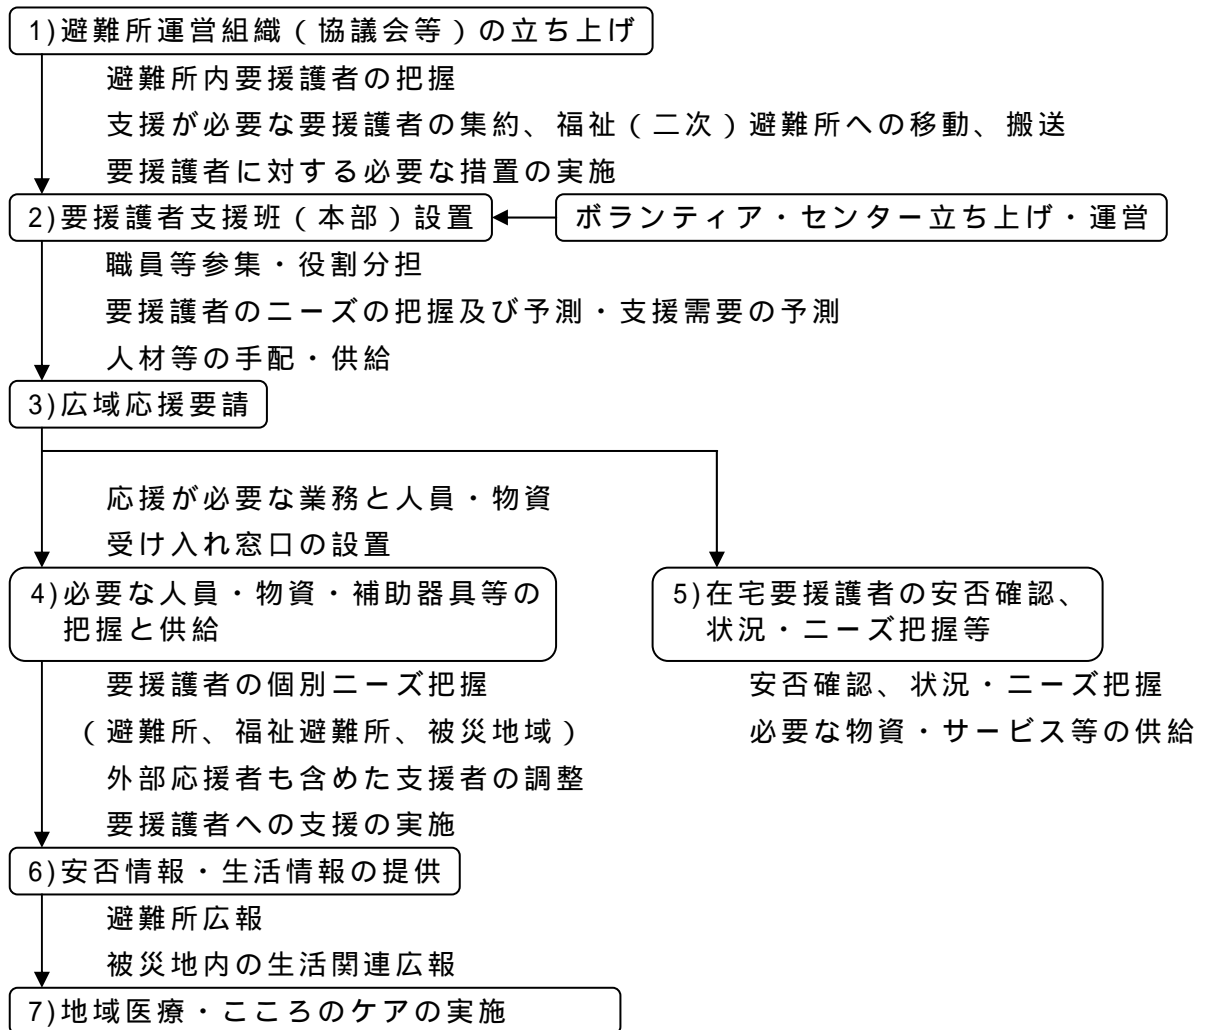 1)避難所運営組織（協議会等）の立ち上げ
避難所内要援護者の把握
支援が必要な要援護者の集約、福祉（二次）避難所への移動、搬送
要援護者に対する必要な措置の実施
2)要援護者支援班（本部）設置
ボランティア・センター立ち上げ・運営
職員等参集・役割分担
要援護者のニーズの把握及び予測・支援需要の予測
人材等の手配・供給
3)広域応援要請
応援が必要な業務と人員・物資
受け入れ窓口の設置
4)必要な人員・物資・補助器具等の
把握と供給
要援護者の個別ニーズ把握
（避難所、福祉避難所、被災地域）
外部応援者も含めた支援者の調整
要援護者への支援の実施
5)在宅要援護者の安否確認、
状況・ニーズ把握等
安否確認、状況・ニーズ把握
必要な物資・サービス等の供給
6)安否情報・生活情報の提供
避難所広報
被災地内の生活関連広報
7)地域医療・こころのケアの実施